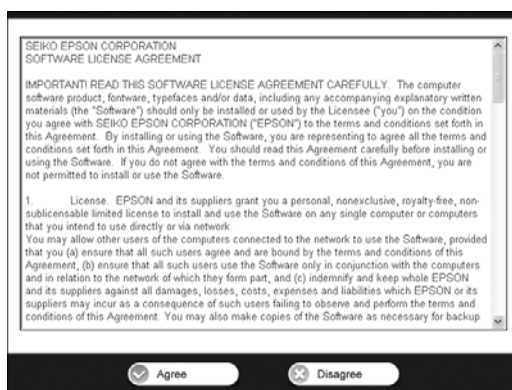 SEIKO EPSON CORPORATION
SOFTWARE LICENSE AGREEMENT
IMPORTANT! READ THIS SOFTWARE LICENSE AGREEMENT CAREFULLY. The computer
software product, fontware, typefaces and/or data, including any accompanying explanatory written
materials (the "Software") should only be installed or used by the Licensee ("you") on the condition
you agree with SEIKO EPSON CORPORATION ("EPSON") to the terms and conditions set forth in
this Agreement. By installing or using the Software, you are representing to agree all the terms and
conditions set forth in this Agreement. You should read this Agreement carefully before installing or
using the Software. If you do not agree with the terms and conditions of this Agreement, you are
not permitted to install or use the Software.
1. License. EPSON and its suppliers grant you a personal, nonexclusive, royalty-free, non-
sublicensable limited license to install and use the Software on any single computer or computers
that you intend to use directly or via network.
You may allow other users of the computers connected to the network to use the Software, provided
that you (a) ensure that all such users agree and are bound by the terms and conditions of this
Agreement, (b) ensure that all such users use the Software only in conjunction with the computers
and in relation to the network of which they form part, and (c) indemnify and keep whole EPSON
and its suppliers against all damages, losses, costs, expenses and liabilities which EPSON or its
suppliers may incur as a consequence of such users failing to observe and perform the terms and
conditions of this Agreement. You may also make copies of the Software as necessary for backup
Agree Disagree